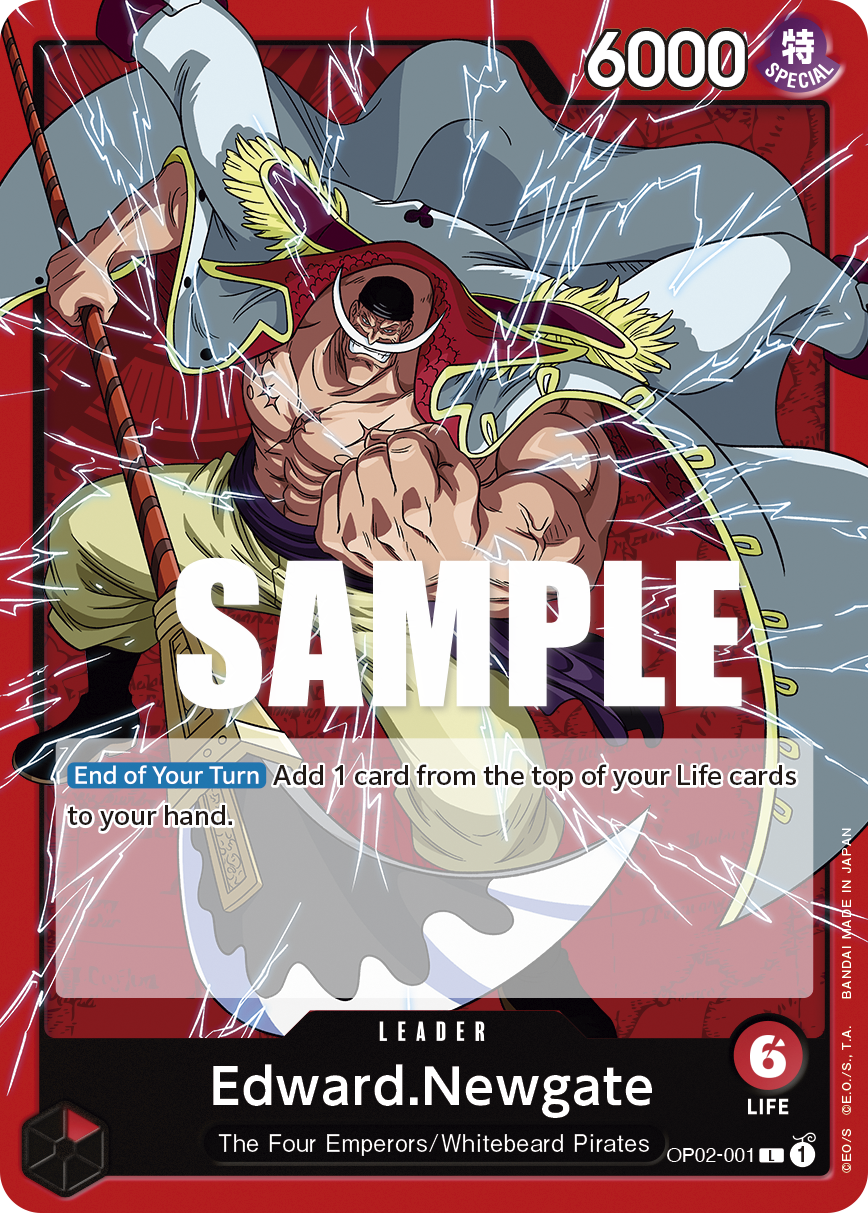 6000
特
SPECIAL
SAMPLE
End of Your Turn Add 1 card from the top of your Life cards
to your hand.
LEADER
Edward.Newgate
6
LIFE
The Four Emperors/Whitebeard Pirates
OP02-001 L 1
©EO/S ©E.O./S., T.A. BANDAI MADE IN JAPAN